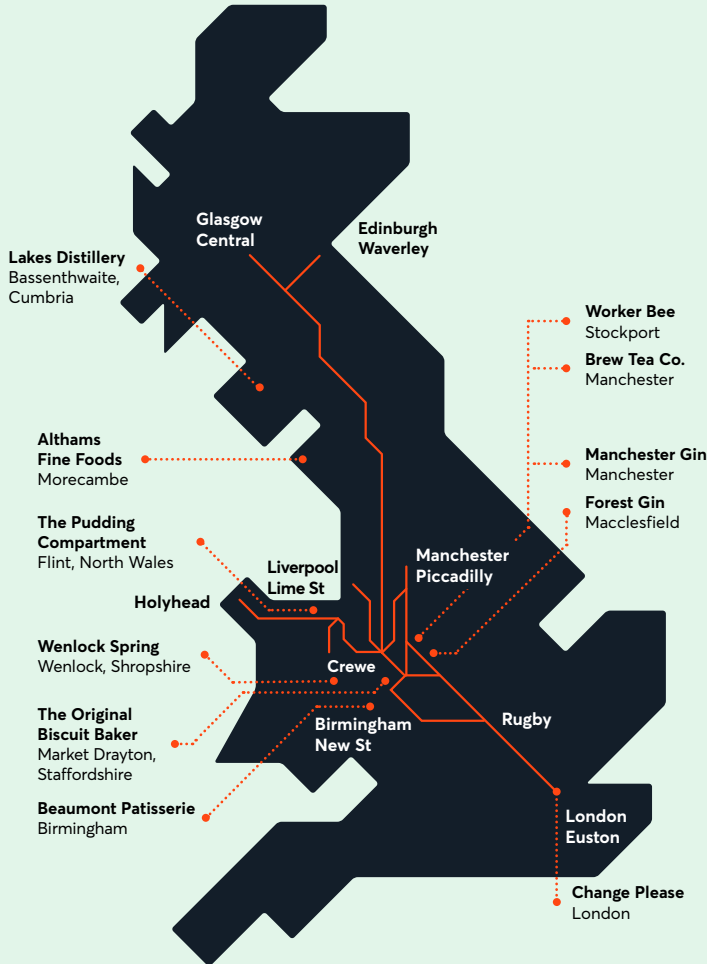 Glasgow
Central
Edinburgh
Waverley
Lakes Distillery
Bassenthwaite,
Cumbria
Worker Bee
Stockport
Brew Tea Co.
Manchester
Althams
Fine Foods
Morecambe
Manchester Gin
Manchester
Forest Gin
Macclesfield
The Pudding
Compartment
Flint, North Wales
Liverpool
Lime St
Manchester
Piccadilly
Holyhead
Wenlock Spring
Wenlock, Shropshire
Crewe
The Original
Biscuit Baker
Market Drayton,
Staffordshire
Birmingham
New St
Rugby
Beaumont Patisserie
Birmingham
London
Euston
Change Please
London